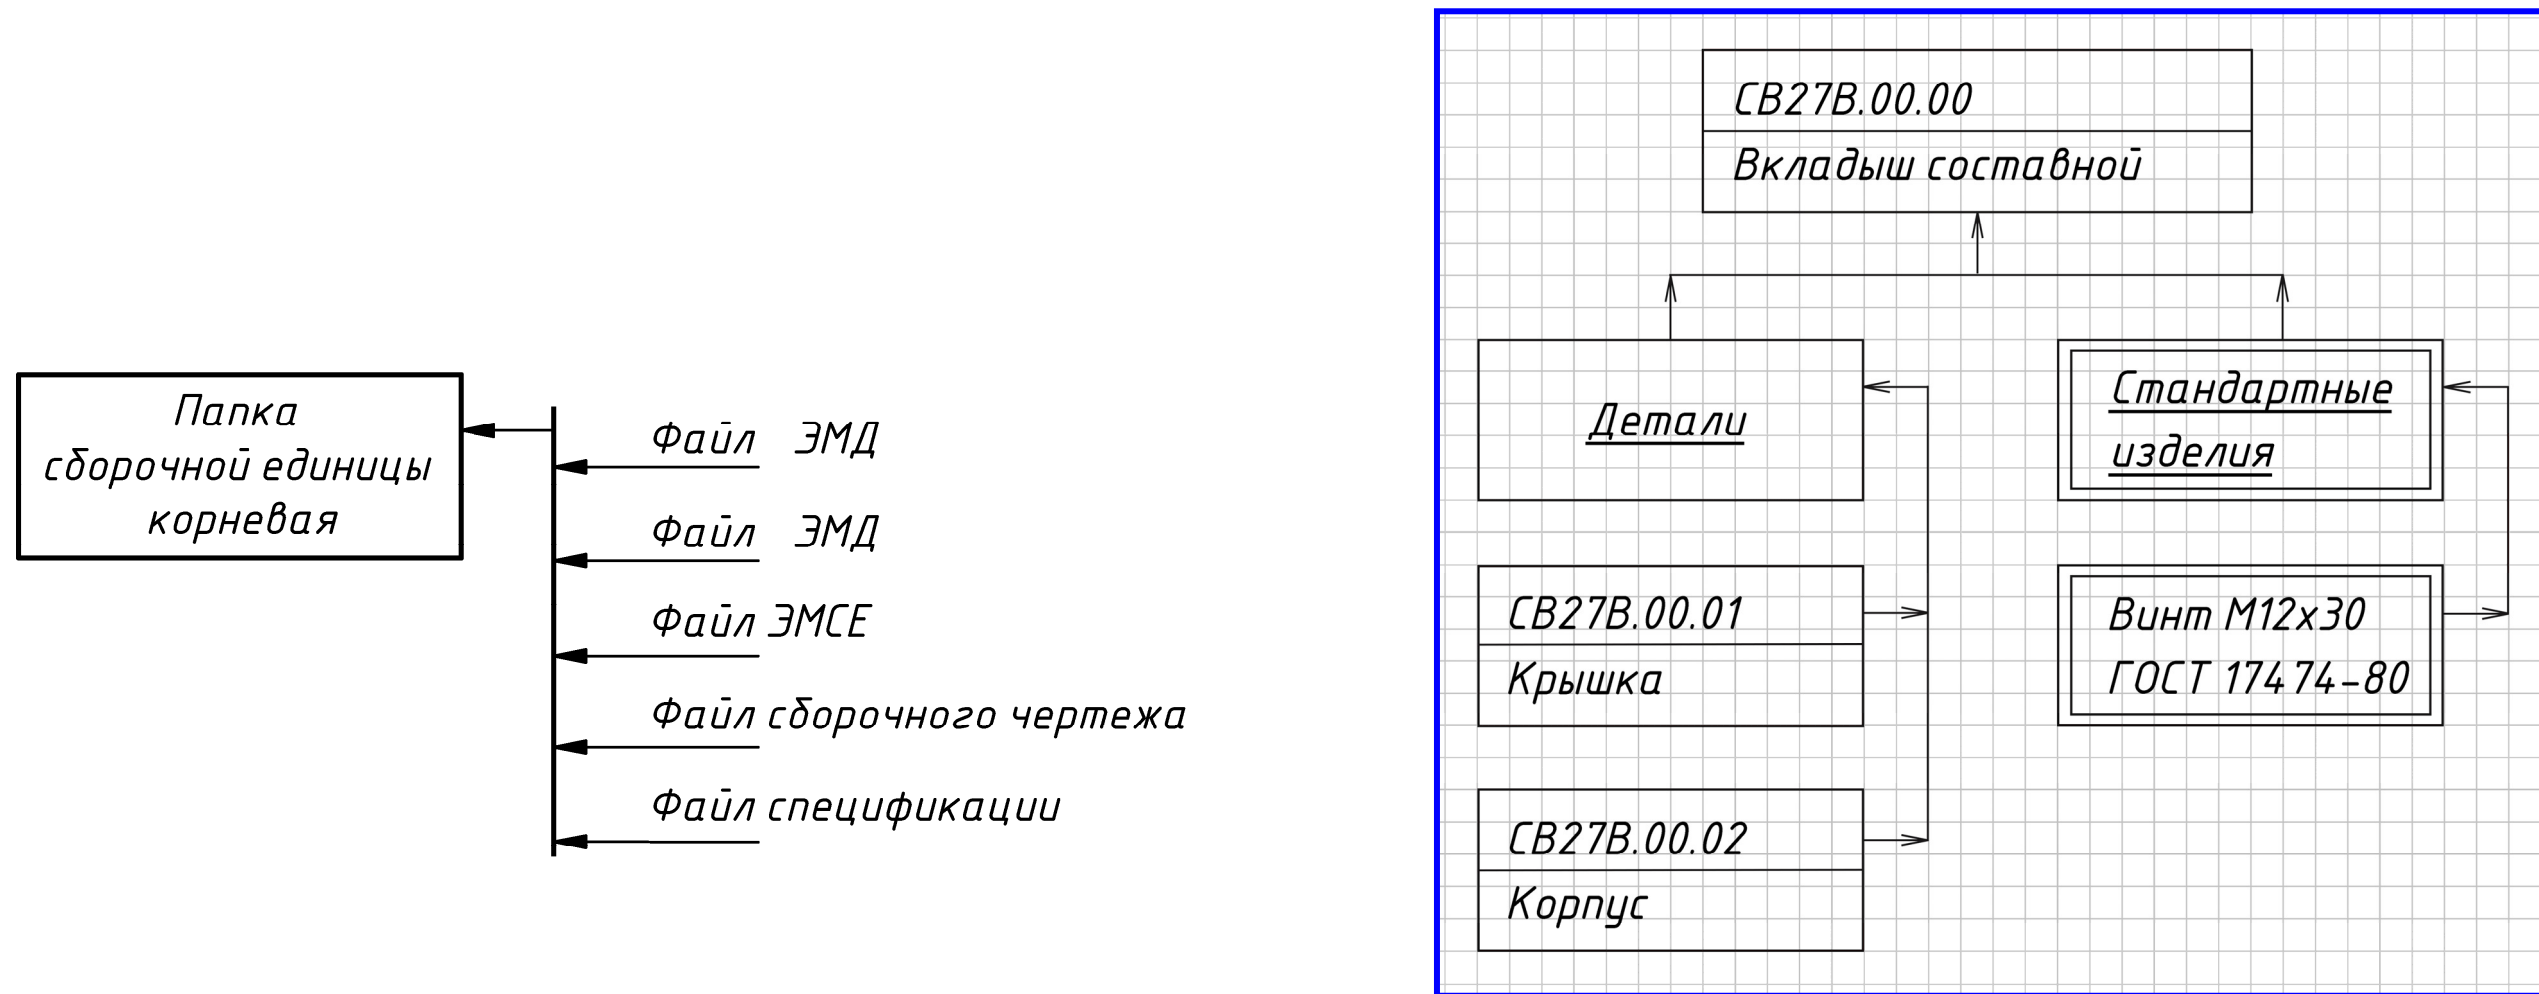 Папка
сборочной единицы
корневая
Файл ЭМД
Файл ЭМД
Файл ЭМСЕ
Файл сборочного чертежа
Файл спецификации
СВ27В.00.00
Вкладыш составной
Детали
Стандартные
изделия
СВ27В.00.01
Крышка
Винт М12х30
ГОСТ 17474-80
СВ27В.00.02
Корпус